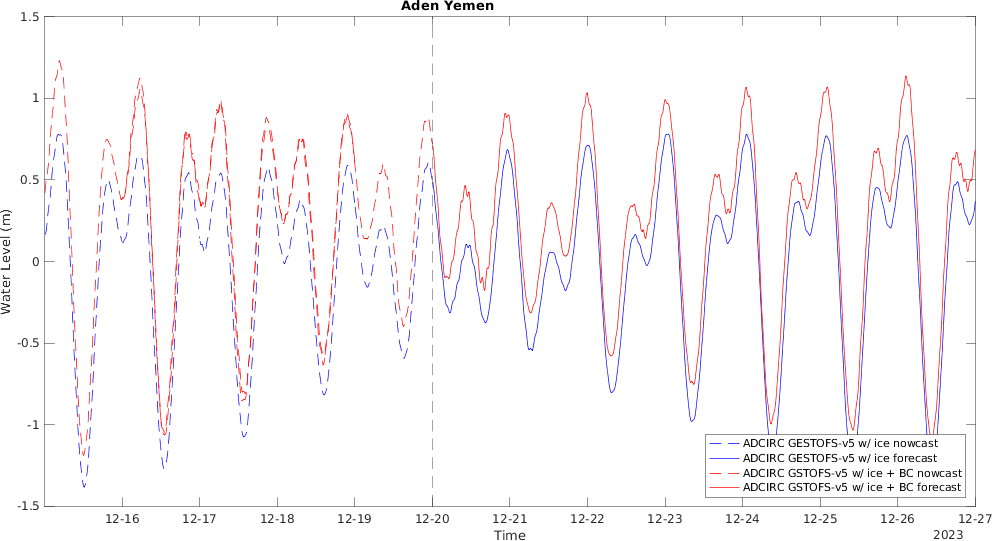 Aden Yemen
1.5
1
0.5
0
-0.5
-1
-1.5
Water Level (m)
12-16 12-17 12-18 12-19 12-20 12-21 12-22 12-23 12-24 12-25 12-26 12-27
Time
2023
ADCIRC GESTOFS-v5 w/ ice nowcast
ADCIRC GESTOFS-v5 w/ ice forecast
ADCIRC GSTOFS-v5 w/ ice + BC nowcast
ADCIRC GSTOFS-v5 w/ ice + BC forecast